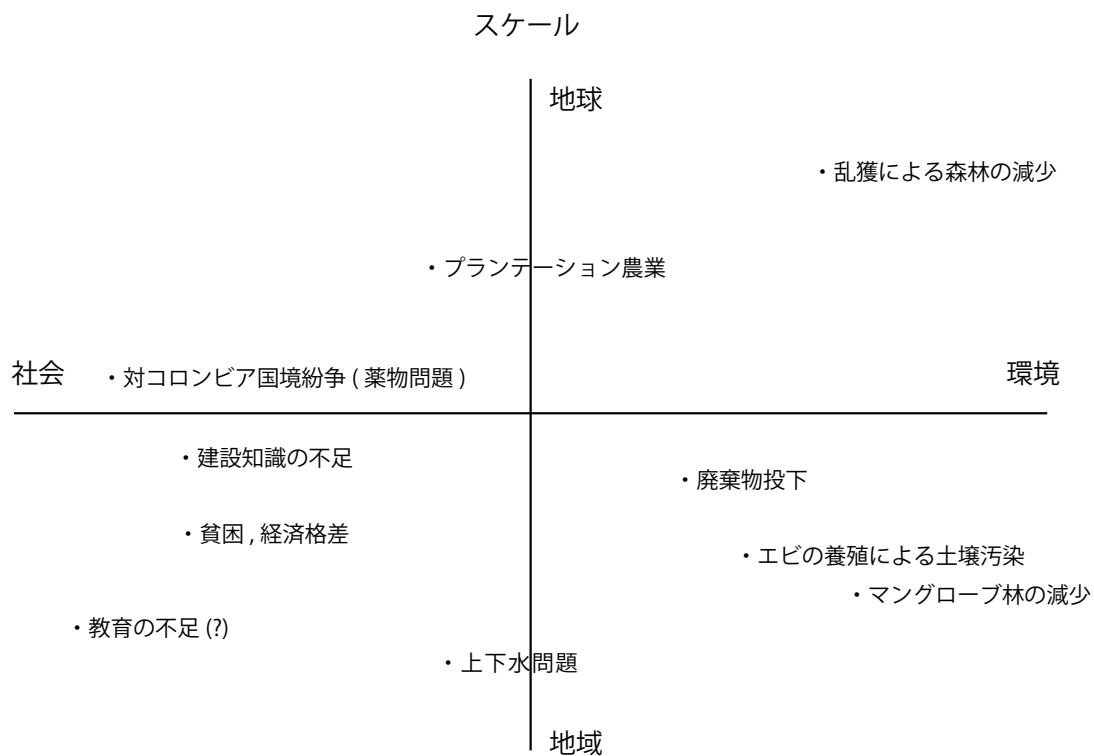 スケール
地球
・乱獲による森林の減少
・プランテーション農業
社会
・対コロンビア国境紛争 ( 薬物問題 )
環境
・建設知識の不足
・廃棄物投下
・貧困 , 経済格差
・エビの養殖による土壌汚染
・マングローブ林の減少
・教育の不足 (?)
・上下水問題
地域